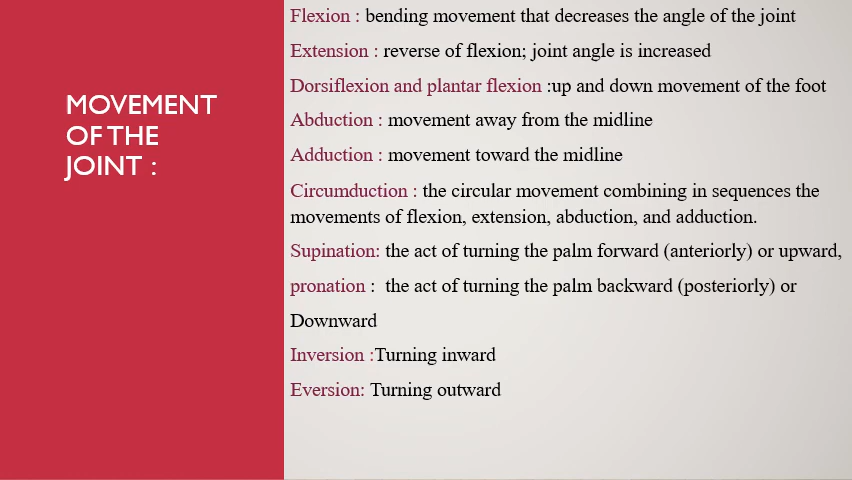 MOVEMENT
OF THE
JOINT :
Flexion : bending movement that decreases the angle of the joint
Extension : reverse of flexion; joint angle is increased
Dorsiflexion and plantar flexion :up and down movement of the foot
Abduction : movement away from the midline
Adduction : movement toward the midline
Circumduction : the circular movement combining in sequences the
movements of flexion, extension, abduction, and adduction.
Supination: the act of turning the palm forward (anteriorly) or upward,
pronation :  the act of turning the palm backward (posteriorly) or
Downward
Inversion :Turning inward
Eversion: Turning outward